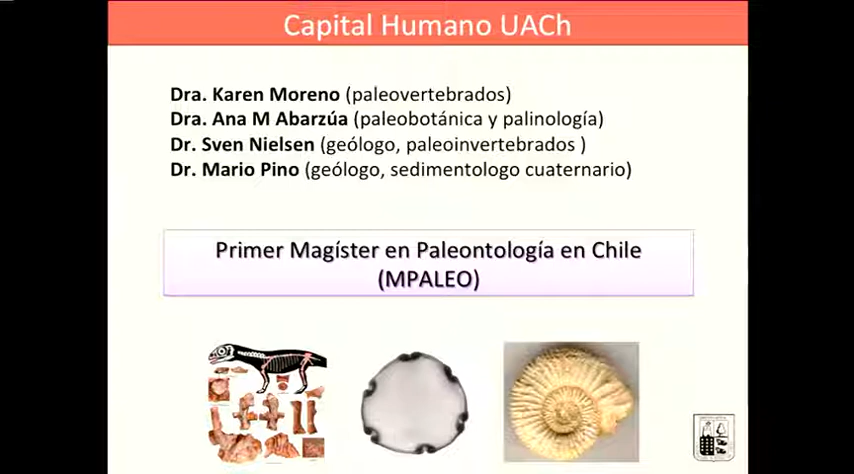 Capital Humano UACh
Dra. Karen Moreno (paleovertebrados)
Dra. Ana M Abarzúa (paleobotánica y palinología)
Dr. Sven Nielsen (geólogo, paleoinvertebrados )
Dr. Mario Pino (geólogo, sedimentologo cuaternario)
Primer Magíster en Paleontología en Chile
(MPALEO)